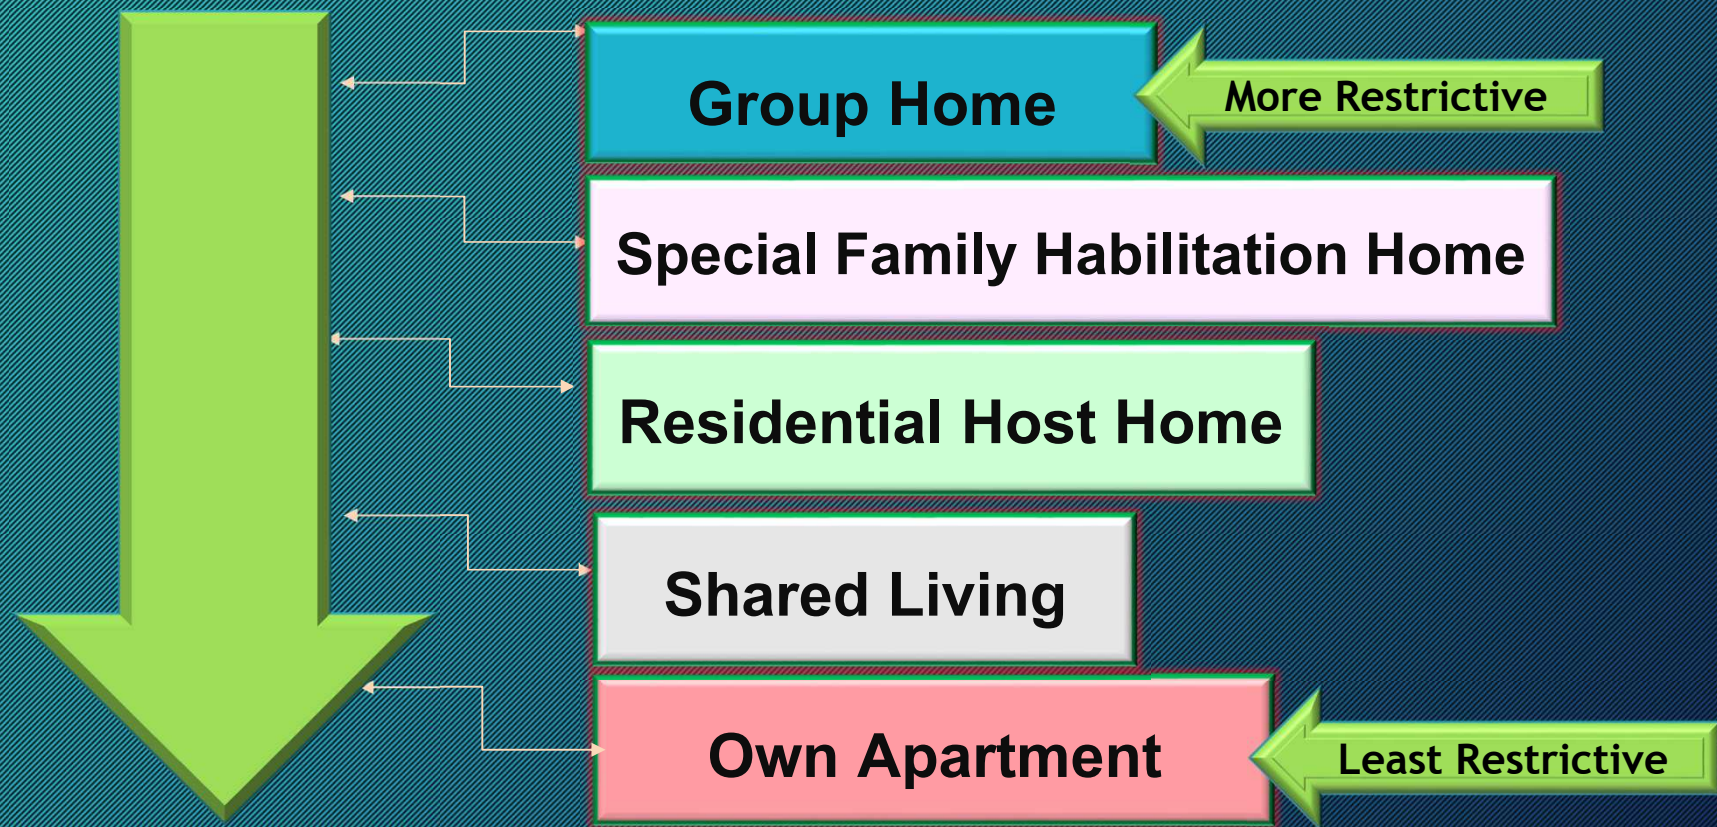 Group Home
More Restrictive
Special Family Habilitation Home
Residential Host Home
Shared Living
Own Apartment
Least Restrictive